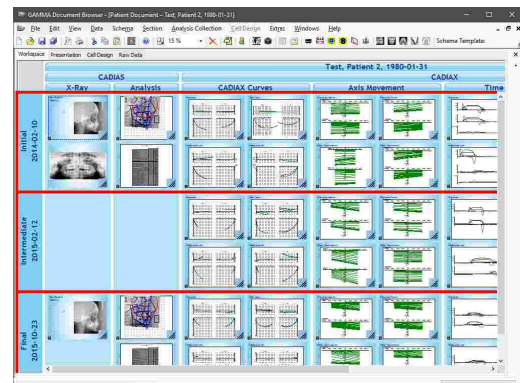 GAMMA Document Browser - [Patient Document - Test, Patient 2, 1980-01-31]
File Edit View Data Schema Section Analysis Collection Cell Design Extras Windows Help
15 % Schema Template:
Workspace Presentation Cell Design Raw Data
Test, Patient 2, 1980-01-31
CADIAS CADIAX
X-Ray Analysis CADIAX Curves Axis Movement Time
Initial
2014-02-10
Intermediate
2015-02-12
Final
2015-10-23